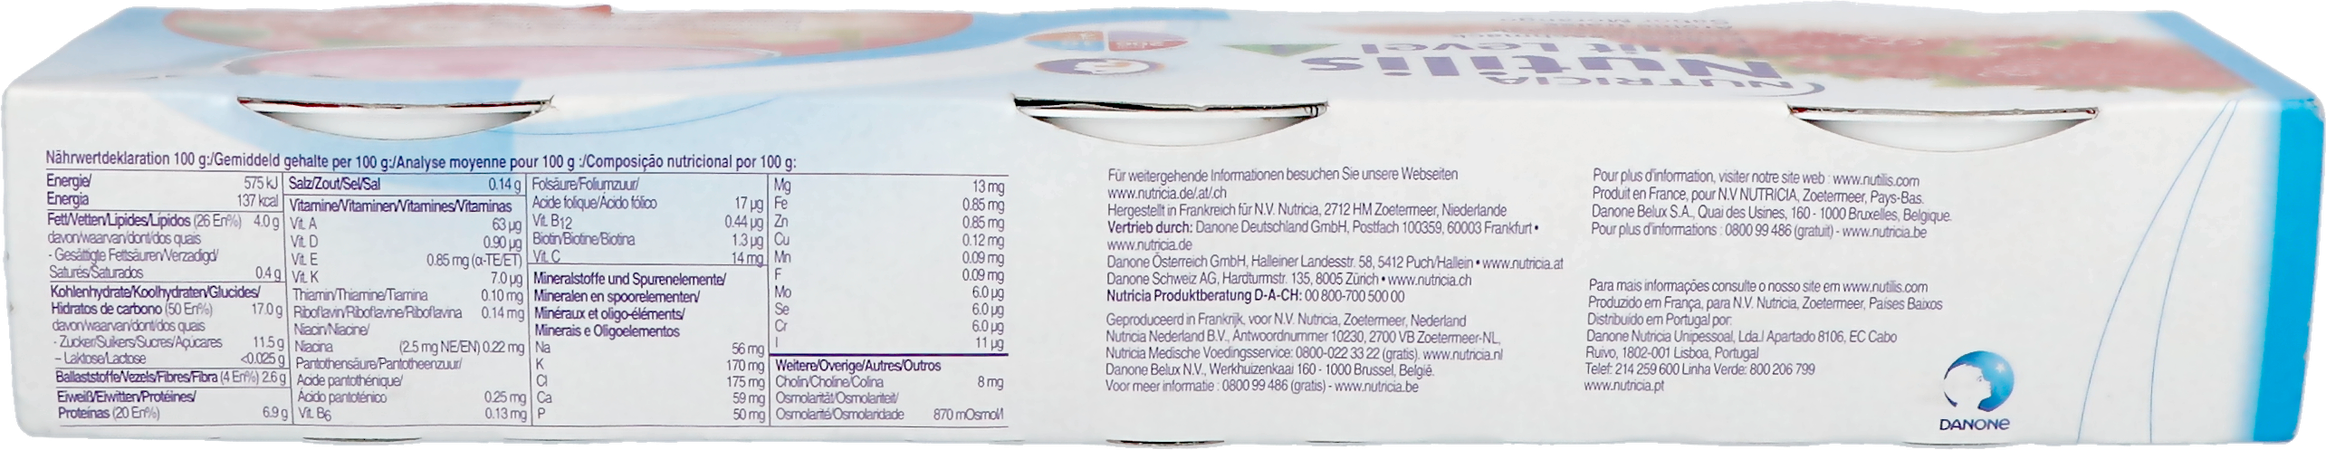 NUTRICIA
Nutilis
Fruit Level
Nährwertdeklaration 100 g:/Gemiddeld gehalte per 100 g:/Analyse moyenne pour 100 g :/Composição nutricional por 100 g:
Energie/ 575 kJ
Energia 137 kcal
Fett/Vetten/Lipides/Lípidos (26 En%) 4.0 g
davon/waarvan/dont/dos quais
- Gesättigte Fettsäuren/Verzadigd/
Saturés/Saturados 0.4 g
Kohlenhydrate/Koolhydraten/Glucides/
Hidratos de carbono (50 En%) 17.0 g
davon/waarvan/dont/dos quais
- Zucker/Suikers/Sucres/Açúcares 11.5 g
- Laktose/Lactose <0.025 g
Ballaststoffe/Vezels/Fibres/Fibra (4 En%) 2.6 g
Eiweiß/Eiwitten/Protéines/
Proteínas (20 En%) 6.9 g
Salz/Zout/Sel/Sal 0.14 g
Vitamine/Vitaminen/Vitamines/Vitaminas
Vit. A 63 µg
Vit. D 0.90 µg
Vit. E 0.85 mg (α-TE/ET)
Vit. K 7.0 µg
Thiamin/Thiamine/Tiamina 0.10 mg
Riboflavin/Riboflavine/Riboflavina 0.14 mg
Niacin/Niacine/
Niacina (2.5 mg NE/EN) 0.22 mg
Pantothensäure/Pantotheenzuur/
Acide pantothénique/
Ácido pantoténico 0.25 mg
Vit. B6 0.13 mg
Folsäure/Foliumzuur/
Acide folique/Ácido fólico 17 µg
Vit. B12 0.44 µg
Biotin/Biotine/Biotina 1.3 µg
Vit. C 14 mg
Mineralstoffe und Spurenelemente/
Mineralen en spoorelementen/
Minéraux et oligo-éléments/
Minerais e Oligoelementos
Na 56 mg
K 170 mg
Cl 175 mg
Ca 59 mg
P 50 mg
Mg 13 mg
Fe 0.85 mg
Zn 0.85 mg
Cu 0.12 mg
Mn 0.09 mg
F 0.09 mg
Mo 6.0 µg
Se 6.0 µg
Cr 6.0 µg
I 11 µg
Weitere/Overige/Autres/Outros
Cholin/Choline/Colina 8 mg
Osmolarität/Osmolariteit/
Osmolarité/Osmolaridade 870 mOsmol/l
Für weitergehende Informationen besuchen Sie unsere Webseiten
www.nutricia.de/.at/.ch
Hergestellt in Frankreich für N.V. Nutricia, 2712 HM Zoetermeer, Niederlande
Vertrieb durch: Danone Deutschland GmbH, Postfach 100359, 60003 Frankfurt •
www.nutricia.de
Danone Österreich GmbH, Halleiner Landesstr. 58, 5412 Puch/Hallein • www.nutricia.at
Danone Schweiz AG, Hardturmstr. 135, 8005 Zürich • www.nutricia.ch
Nutricia Produktberatung D-A-CH: 00 800-700 500 00
Geproduceerd in Frankrijk, voor N.V. Nutricia, Zoetermeer, Nederland
Nutricia Nederland B.V., Antwoordnummer 10230, 2700 VB Zoetermeer-NL,
Nutricia Medische Voedingsservice: 0800-022 33 22 (gratis). www.nutricia.nl
Danone Belux N.V., Werkhuizenkaai 160 - 1000 Brussel, België.
Voor meer informatie : 0800 99 486 (gratis) - www.nutricia.be
Pour plus d'information, visiter notre site web : www.nutilis.com
Produit en France, pour N.V NUTRICIA, Zoetermeer, Pays-Bas.
Danone Belux S.A., Quai des Usines, 160 - 1000 Bruxelles, Belgique.
Pour plus d'informations : 0800 99 486 (gratuit) - www.nutricia.be
Para mais informações consulte o nosso site em www.nutilis.com
Produzido em França, para N.V. Nutricia, Zoetermeer, Países Baixos
Distribuído em Portugal por:
Danone Nutricia Unipessoal, Lda.I Apartado 8106, EC Cabo
Ruivo, 1802-001 Lisboa, Portugal
Telef: 214 259 600 Linha Verde: 800 206 799
www.nutricia.pt
DANONE